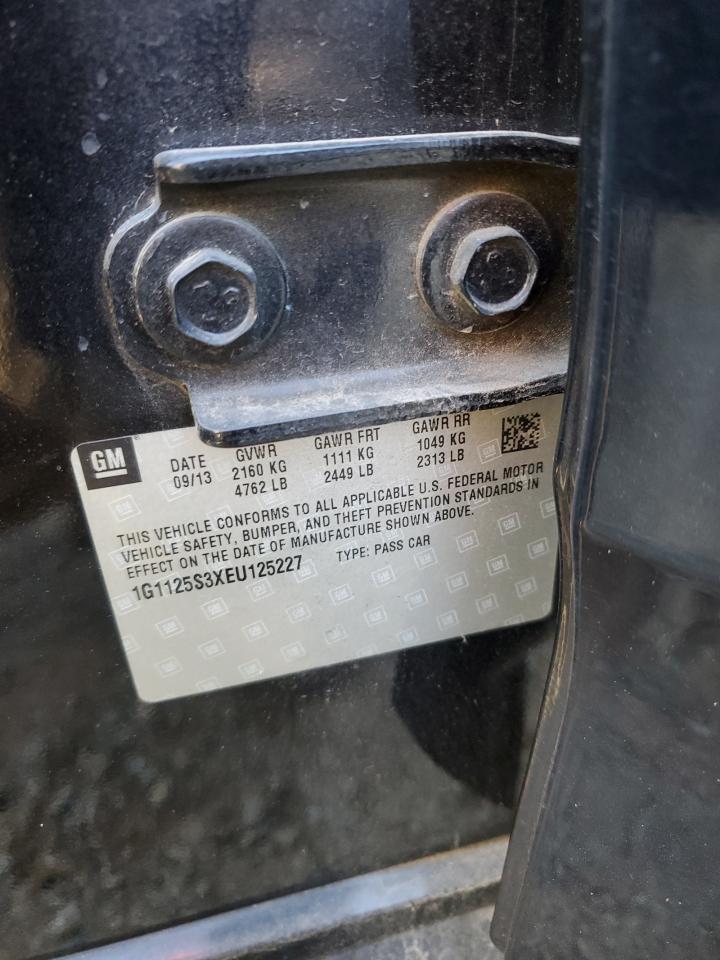 GM
DATE GVWR GAWR FRT GAWR RR
09/13 2160 KG 1111 KG 1049 KG
4762 LB 2449 LB 2313 LB
THIS VEHICLE CONFORMS TO ALL APPLICABLE U.S. FEDERAL MOTOR
VEHICLE SAFETY, BUMPER, AND THEFT PREVENTION STANDARDS IN
EFFECT ON THE DATE OF MANUFACTURE SHOWN ABOVE.
1G1125S3XEU125227 TYPE: PASS CAR